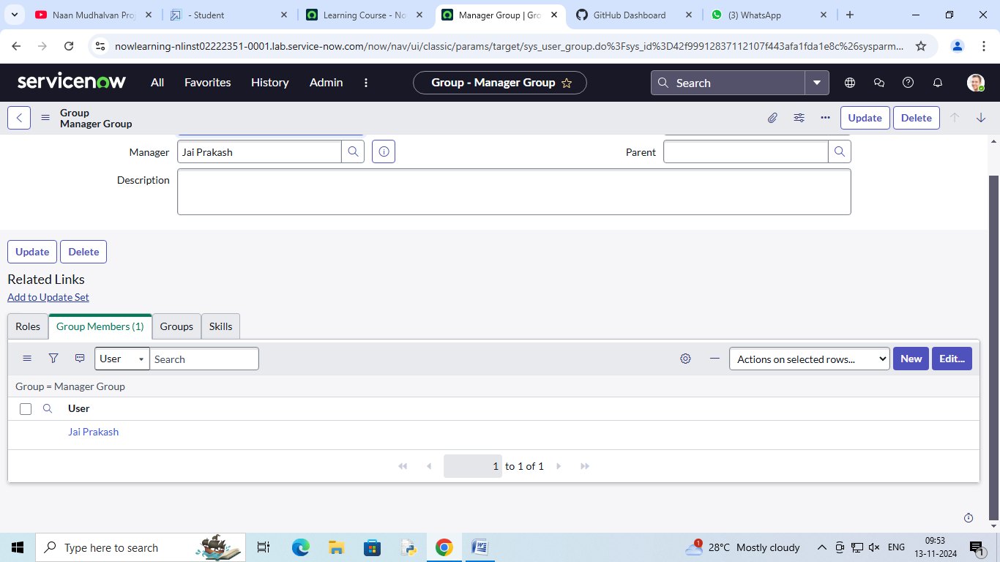 Naan Mudhalvan Proj
- Student
Learning Course - No
Manager Group | Gro
GitHub Dashboard
(3) WhatsApp
nowlearning-nlinst02222351-0001.lab.service-now.com/now/nav/ui/classic/params/target/sys_user_group.do%3Fsys_id%3D42f99912837112107f443afa1fda1e8c%26sysparm...
servicenow
All
Favorites
History
Admin
Group - Manager Group
Search
Group
Manager Group
Update
Delete
Manager
Jai Prakash
Parent
Description
Update
Delete
Related Links
Add to Update Set
Roles
Group Members (1)
Groups
Skills
User
Search
Actions on selected rows...
New
Edit...
Group = Manager Group
User
Jai Prakash
1 to 1 of 1
Type here to search
1
28°C Mostly cloudy
ENG
09:53
13-11-2024
1